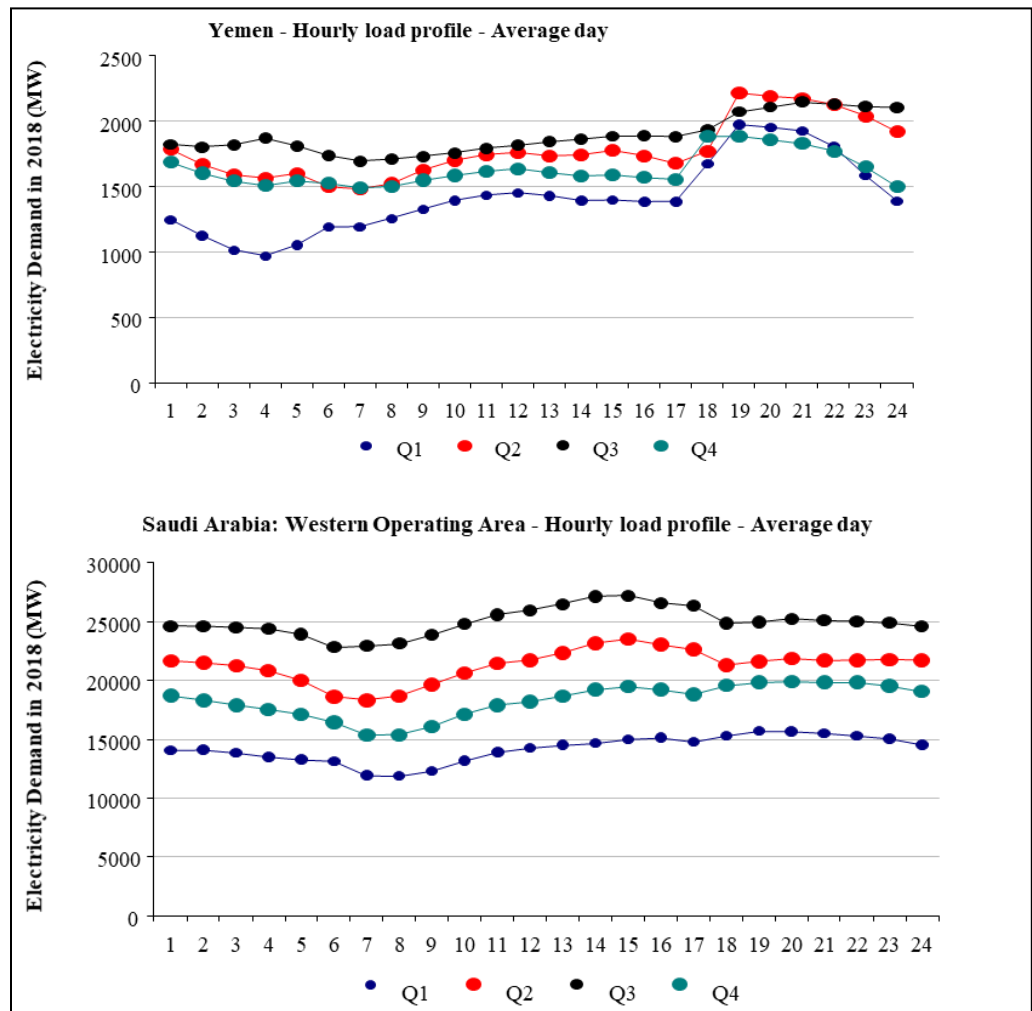 Yemen - Hourly load profile - Average day
Electricity Demand in 2018 (MW)
2500
2000
1500
1000
500
0
1 2 3 4 5 6 7 8 9 10 11 12 13 14 15 16 17 18 19 20 21 22 23 24
Q1 Q2 Q3 Q4
Saudi Arabia: Western Operating Area - Hourly load profile - Average day
Electricity Demand in 2018 (MW)
30000
25000
20000
15000
10000
5000
0
1 2 3 4 5 6 7 8 9 10 11 12 13 14 15 16 17 18 19 20 21 22 23 24
Q1 Q2 Q3 Q4